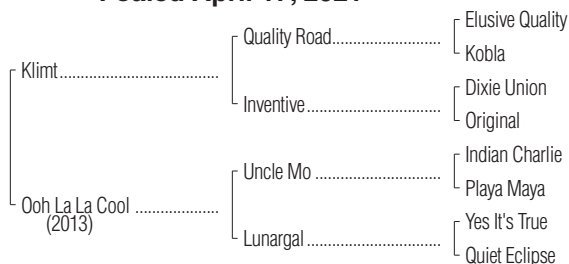 Foaled April 2021
Elusive Quality
Quality Road
Kobla
Klimt
Dixie Union
Inventive
Original
Indian Charlie
Uncle Mo
Playa Maya
Ooh La La Cool
(2013)
Yes It's True
Lunargal
Quiet Eclipse